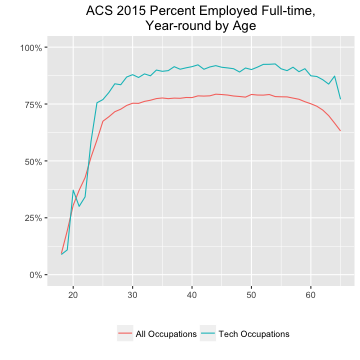 ACS 2015 Percent Employed Full-time,
Year-round by Age
100%
75%
50%
25%
0%
20 30 40 50 60
All Occupations Tech Occupations